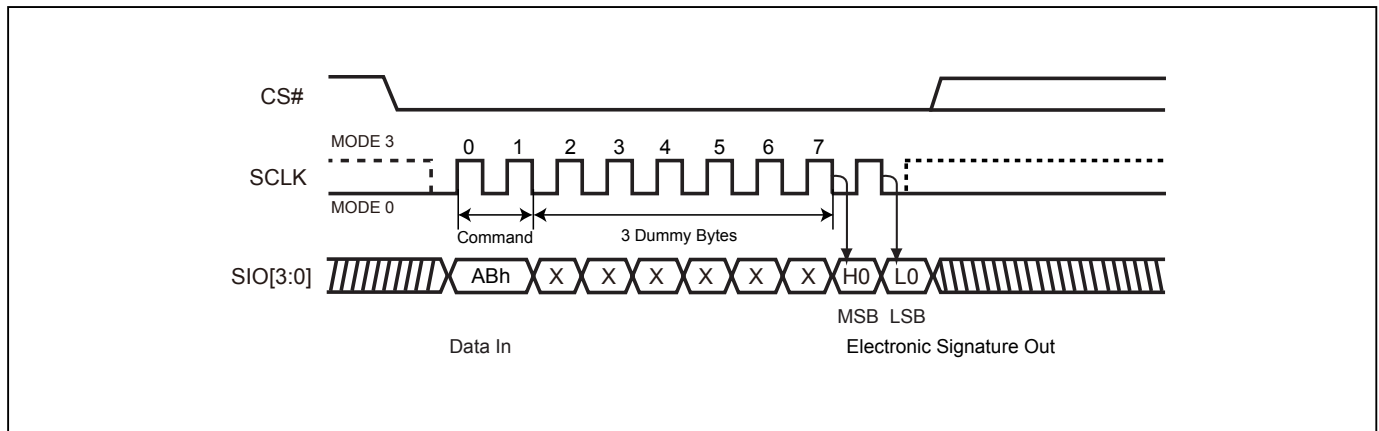 CS#
MODE 3
0 1 2 3 4 5 6 7
SCLK
MODE 0
Command 3 Dummy Bytes
SIO[3:0] ABh X X X X X X H0 L0
MSB LSB
Data In Electronic Signature Out